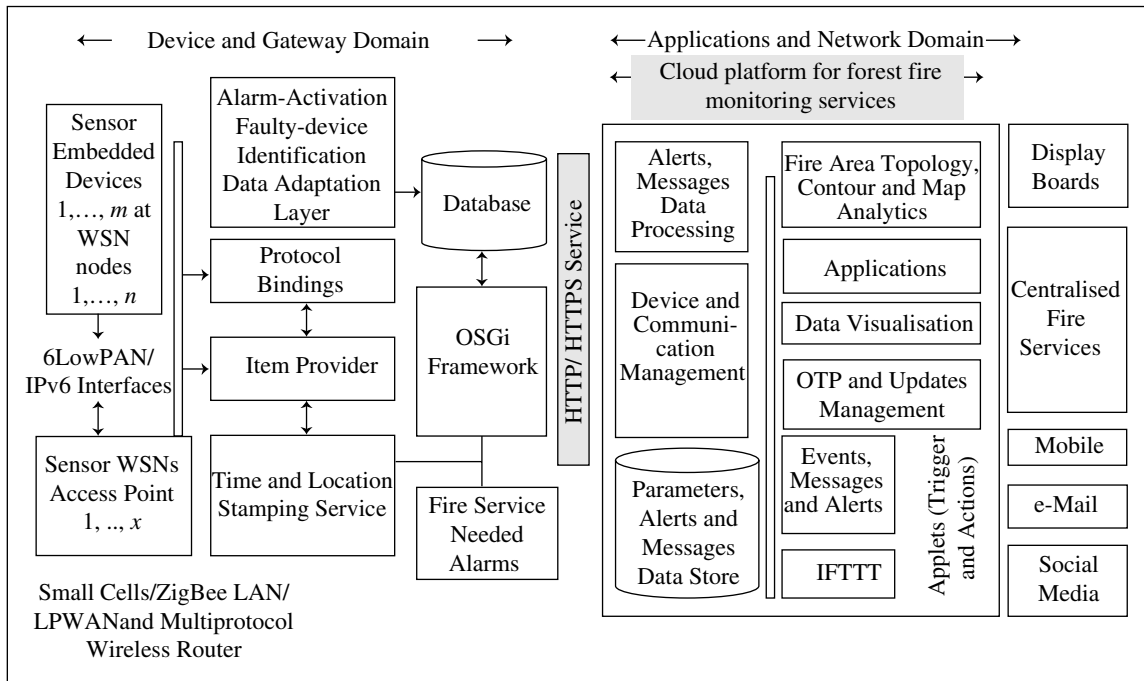 Device and Gateway Domain
Applications and Network Domain
Cloud platform for forest fire
monitoring services
Sensor
Embedded
Devices
1,…, m at
WSN
nodes
1,…, n
6LowPAN/
IPv6 Interfaces
Sensor WSNs
Access Point
1, .., x
Small Cells/ZigBee LAN/
LPWANand Multiprotocol
Wireless Router
Alarm-Activation
Faulty-device
Identification
Data Adaptation
Layer
Protocol
Bindings
Item Provider
Time and Location
Stamping Service
Database
OSGi
Framework
Fire Service
Needed
Alarms
HTTP/ HTTPS Service
Alerts,
Messages
Data
Processing
Device and
Communi-
cation
Management
Parameters,
Alerts and
Messages
Data Store
Fire Area Topology,
Contour and Map
Analytics
Applications
Data Visualisation
OTP and Updates
Management
Events,
Messages
and Alerts
IFTTT
Applets (Trigger
and Actions)
Display
Boards
Centralised
Fire
Services
Mobile
e-Mail
Social
Media